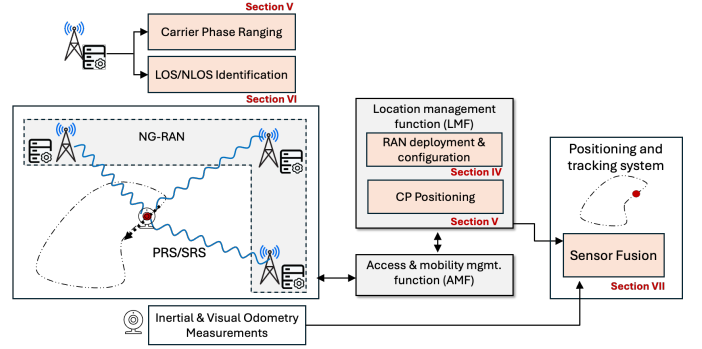 Section V
Carrier Phase Ranging
LOS/NLOS Identification
Section VI
NG-RAN
PRS/SRS
Location management
function (LMF)
RAN deployment &
configuration
Section IV
CP Positioning
Section V
Access & mobility mgmt.
function (AMF)
Positioning and
tracking system
Sensor Fusion
Section VII
Inertial & Visual Odometry
Measurements